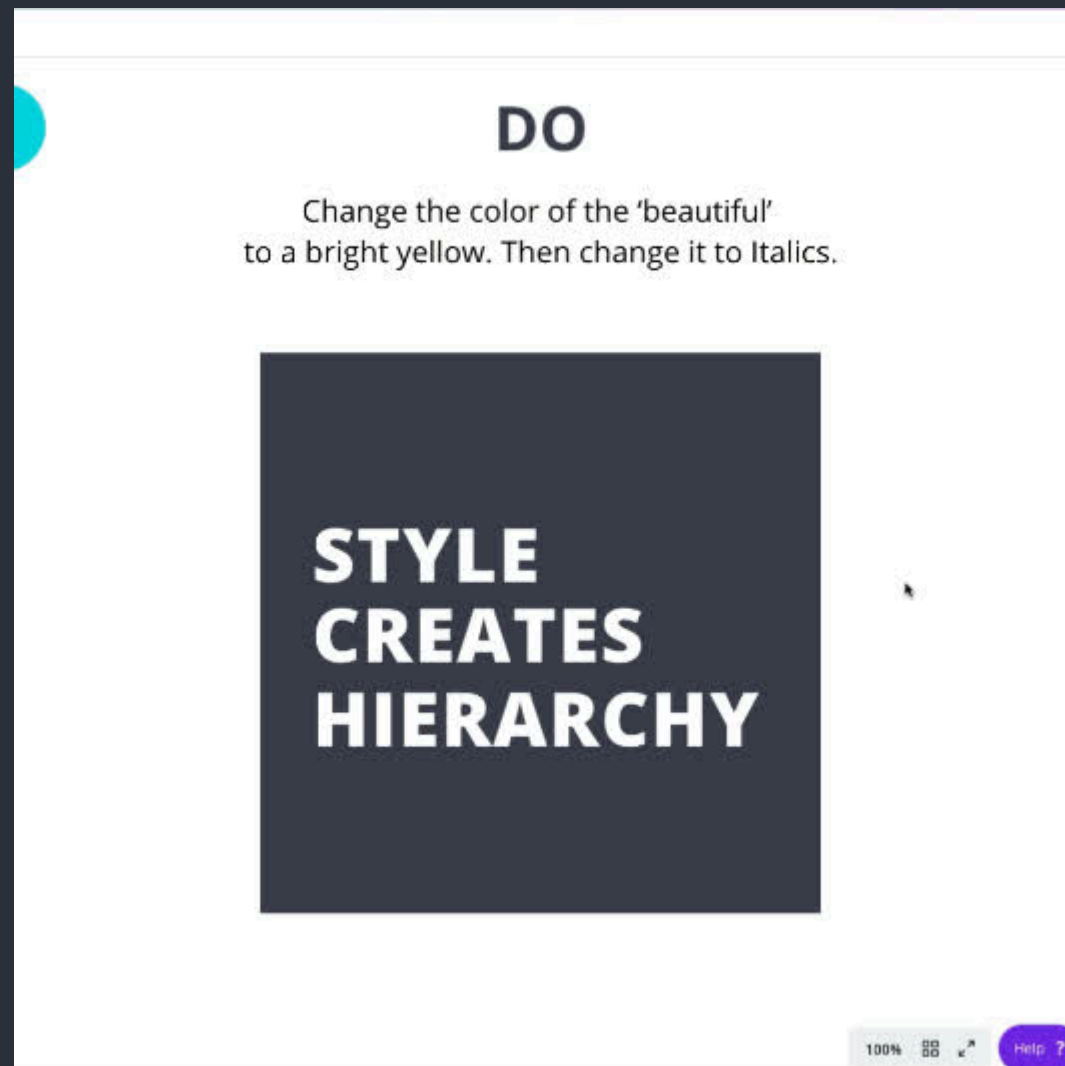 DO
Change the color of the ‘beautiful’
to a bright yellow. Then change it to Italics.
STYLE
CREATES
HIERARCHY
100%
Help ?